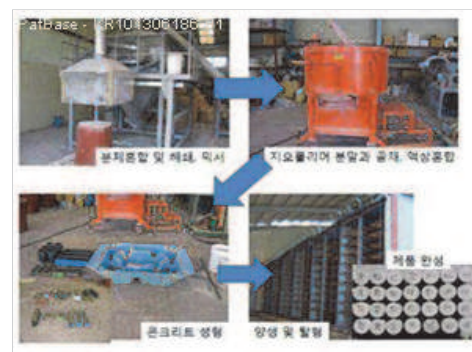 PatBase - KR101306186 B1
분체혼합 및 해쇄, 믹서
지오폴리머 분말과 골재, 액상혼합
콘크리트 성형
양생 및 탈형
제품 완성